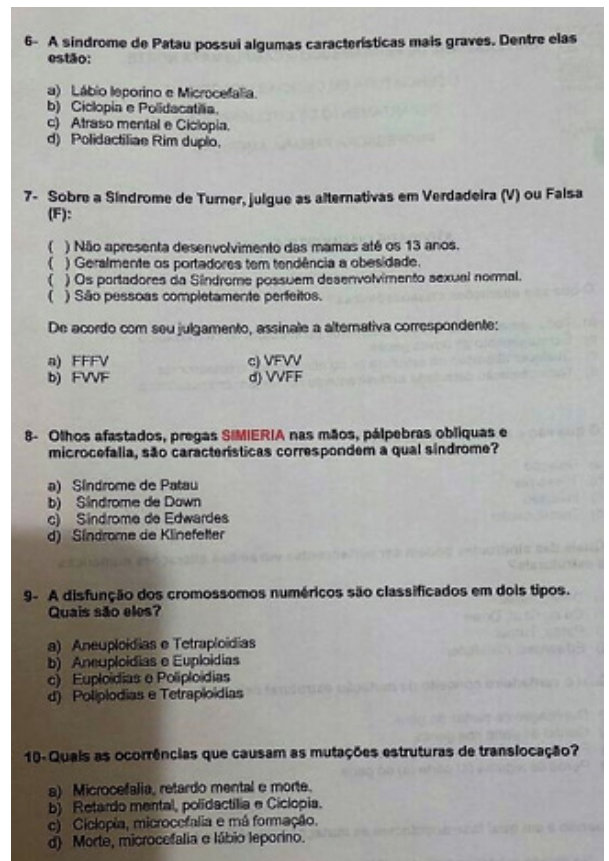 6- A sindrome de Patau possui algumas características mais graves. Dentre elas
estão:
a) Lábio leporino e Microcefalia.
b) Ciclopia e Polidacatilia.
c) Atraso mental e Ciclopia.
d) Polidactiliae Rim duplo.
7- Sobre a Síndrome de Turner, julgue as alternativas em Verdadeira (V) ou Falsa
(F):
( ) Não apresenta desenvolvimento das mamas até os 13 anos.
( ) Geralmente os portadores tem tendência a obesidade.
( ) Os portadores da Síndrome possuem desenvolvimento sexual normal.
( ) São pessoas completamente perfeitos.
De acordo com seu julgamento, assinale a alternativa correspondente:
a) FFFV c) VFVV
b) FVVF d) VVFF
8- Olhos afastados, pregas SIMIERIA nas mãos, pálpebras obliquas e
microcefalia, são características correspondem a qual síndrome?
a) Síndrome de Patau
b) Síndrome de Down
c) Síndrome de Edwardes
d) Síndrome de Klinefelter
9- A disfunção dos cromossomos numéricos são classificados em dois tipos.
Quais são eles?
a) Aneuploidias e Tetraploidias
b) Aneuploidias e Euploidias
c) Euploidias e Poliploidias
d) Poliplodias e Tetraploidias
10- Quais as ocorrências que causam as mutações estruturas de translocação?
a) Microcefalia, retardo mental e morte.
b) Retardo mental, polidactilia e Ciclopia.
c) Ciclopia, microcefalia e má formação.
d) Morte, microcefalia e lábio leporino.